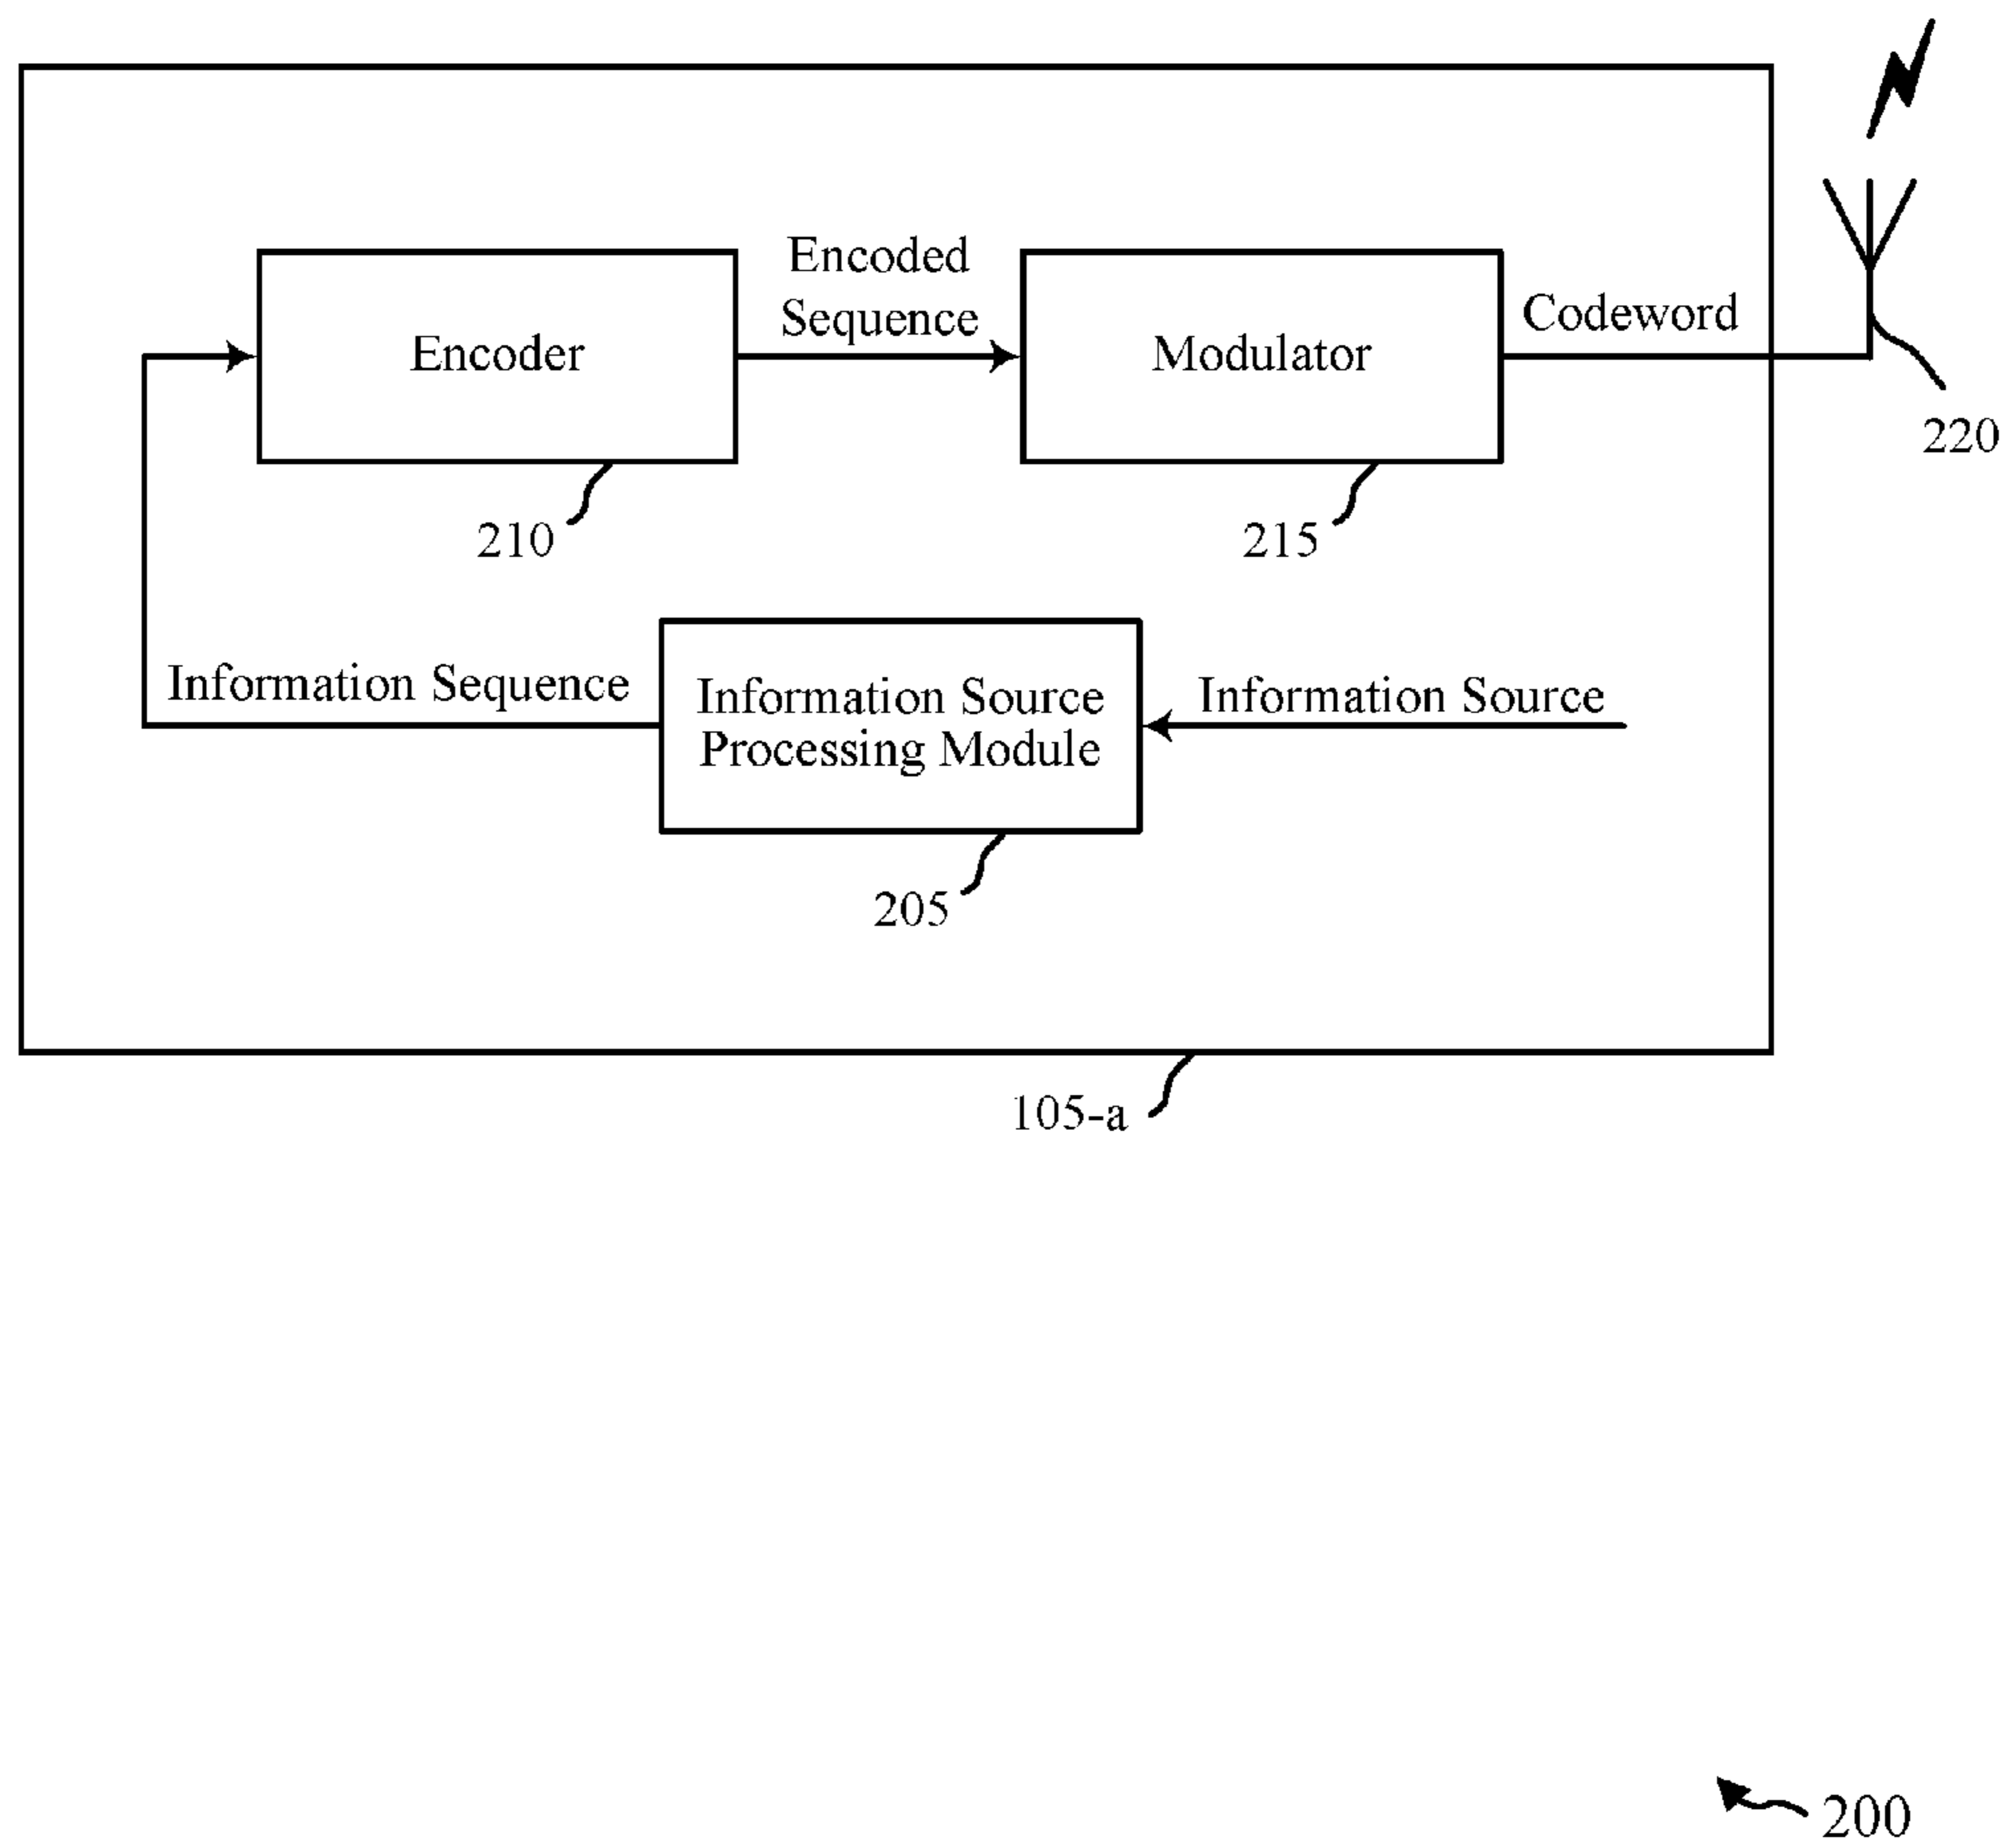 Encoded
Sequence
Codeword
Encoder
Modulator
220
210
215
Information Sequence
Information Source
Processing Module
Information Source
205
105-a
200